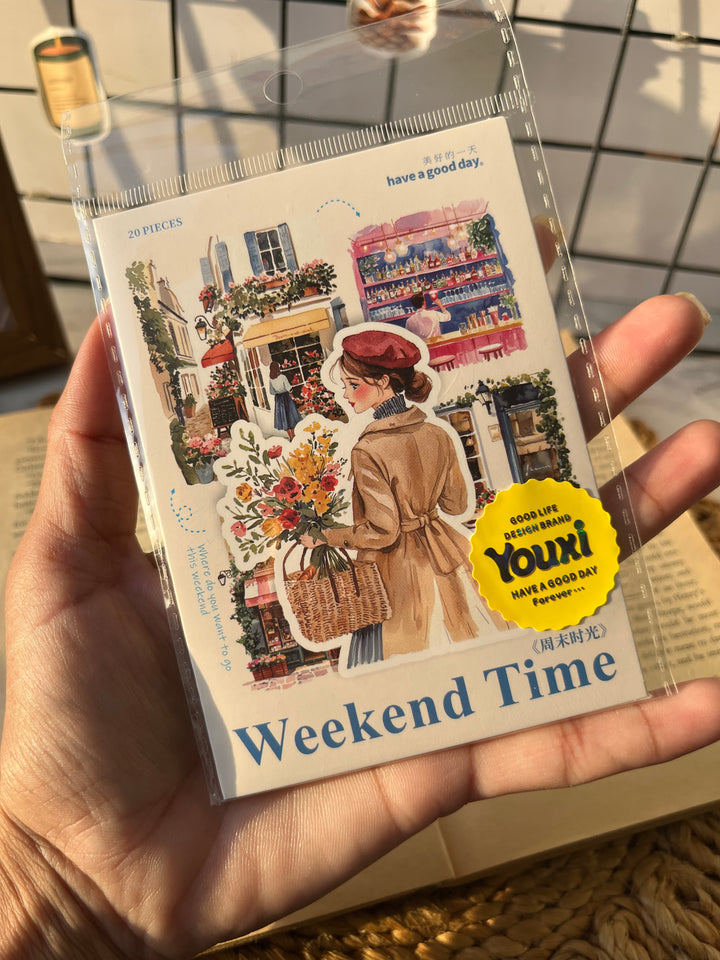 美好的一天
have a good day.
20 PIECES
where do you want to go
this weekend
GOOD LIFE
DESIGN BRAND
Youxi
HAVE A GOOD DAY
Forever...
《周末时光》
Weekend Time